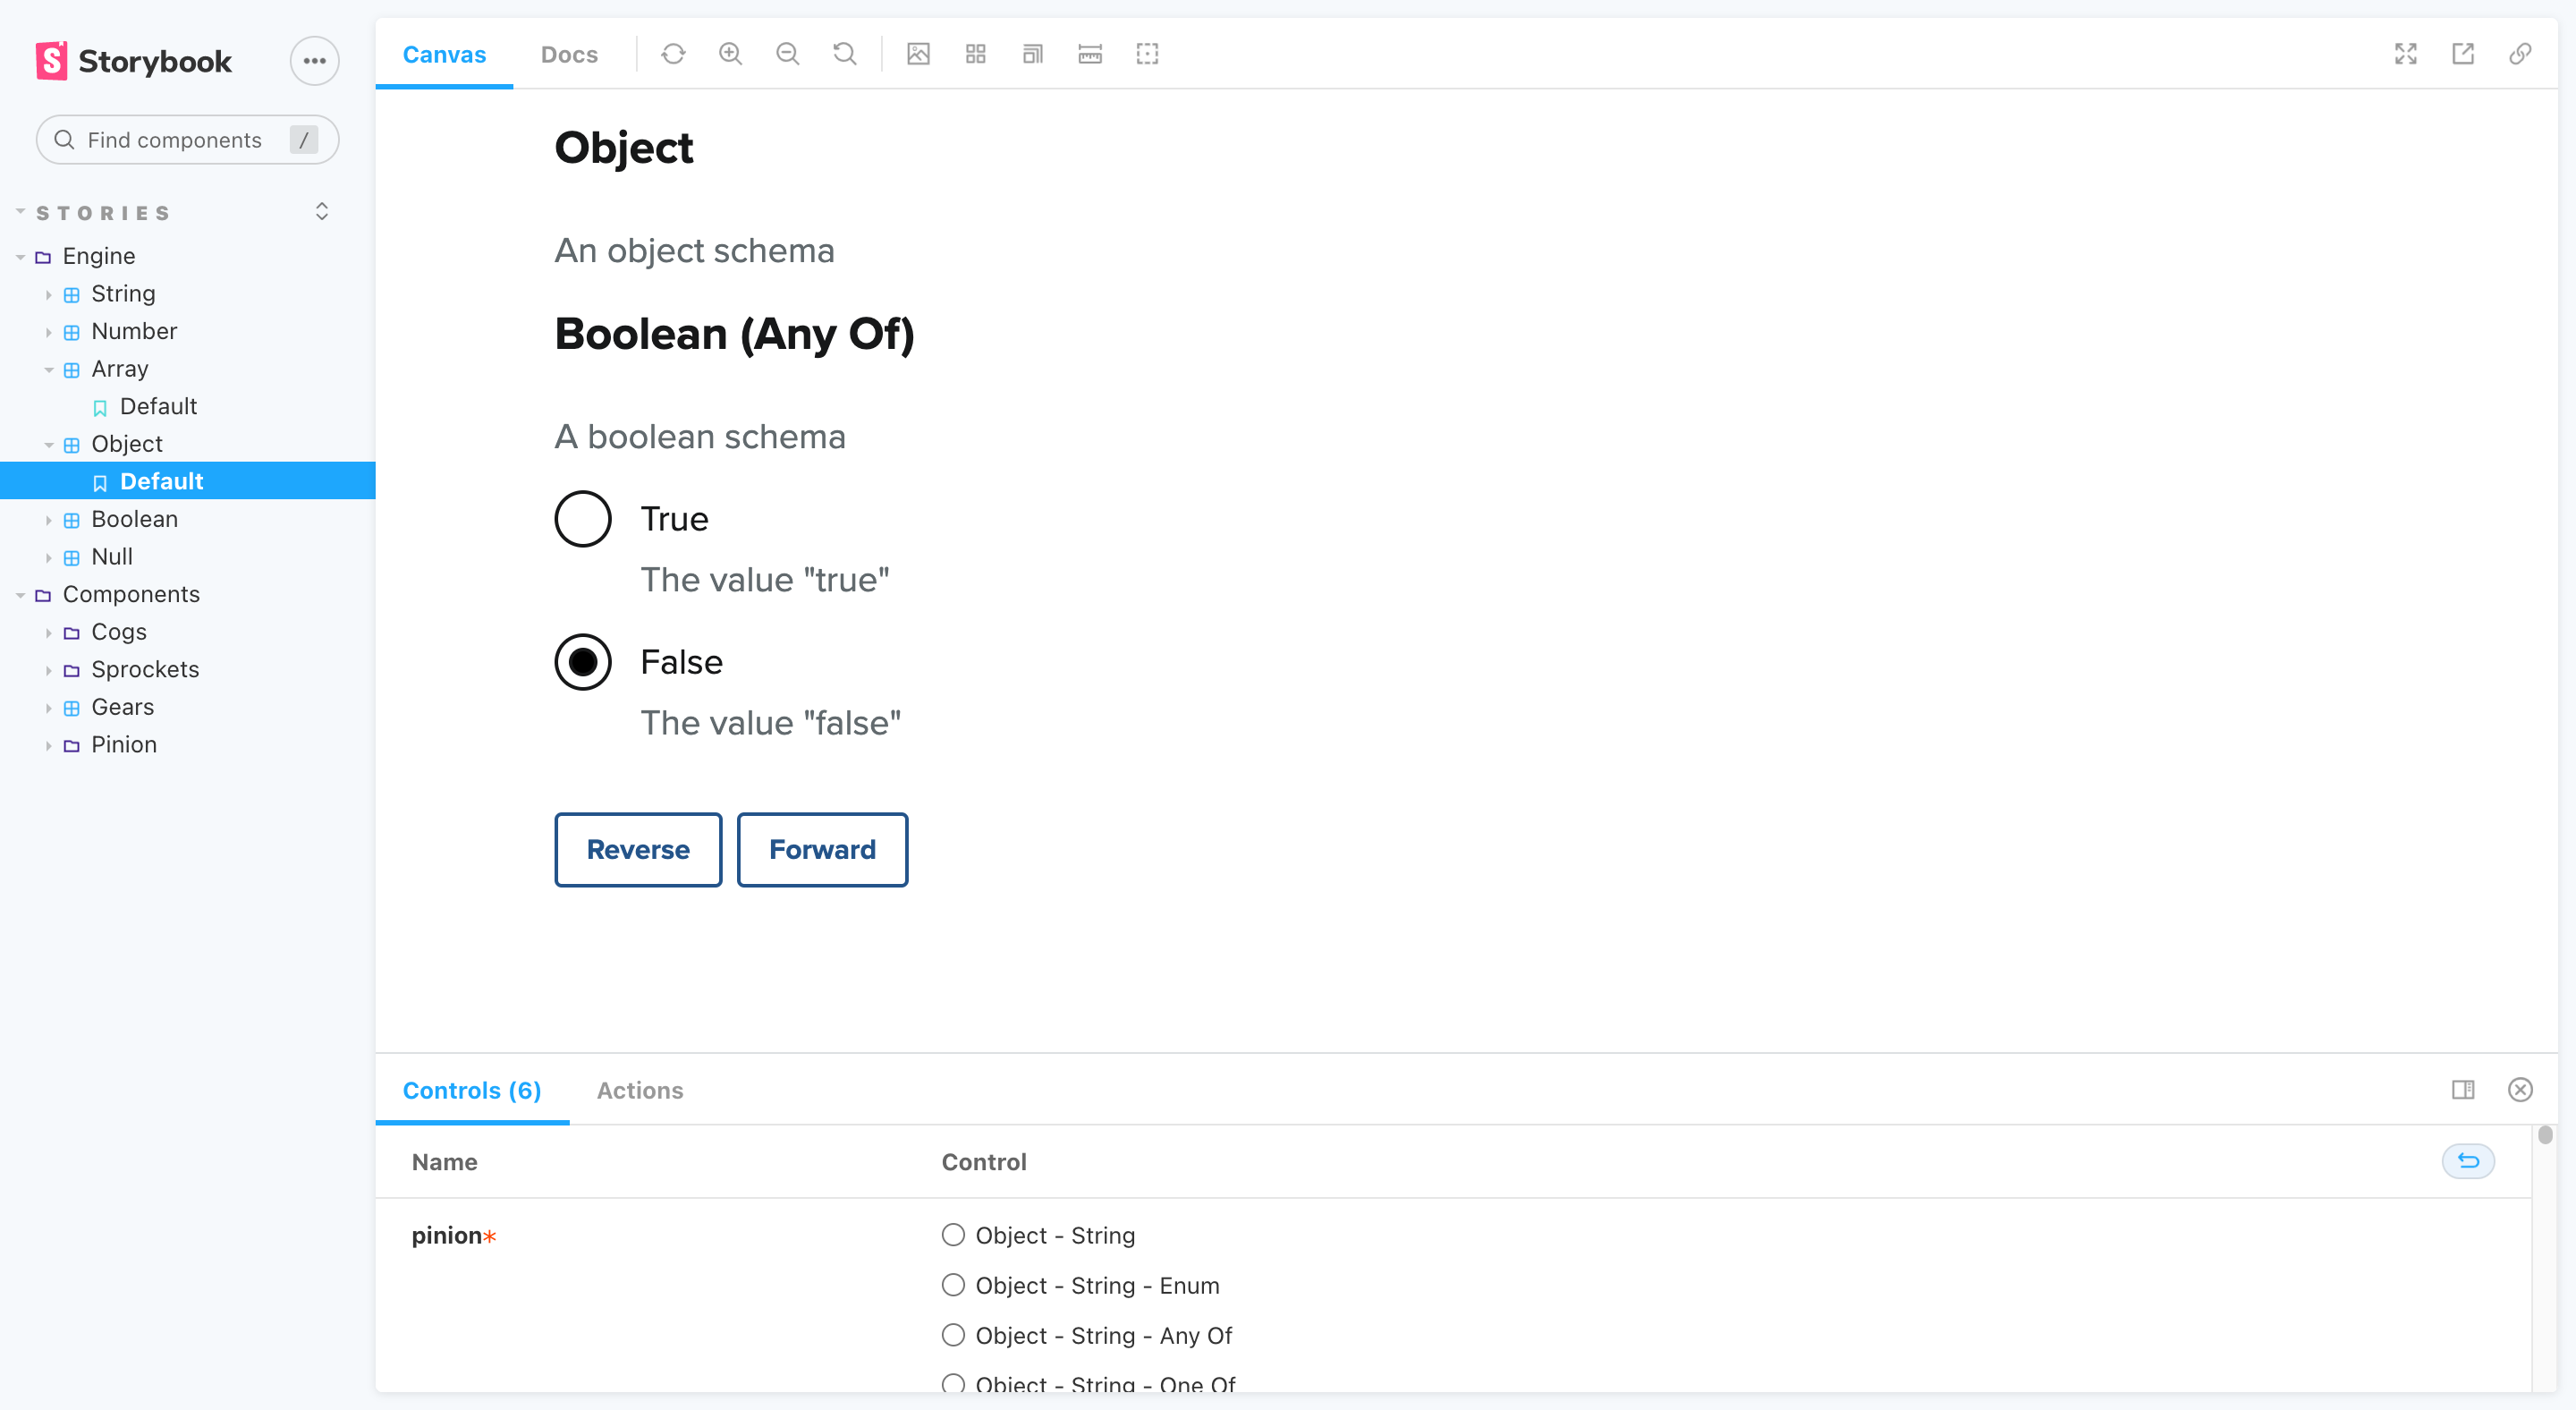 Storybook
Find components /
STORIES
Engine
String
Number
Array
Default
Object
Default
Boolean
Null
Components
Cogs
Sprockets
Gears
Pinion
Canvas Docs
Object
An object schema
Boolean (Any Of)
A boolean schema
True
The value "true"
False
The value "false"
Reverse Forward
Controls (6) Actions
Name Control
pinion*
Object - String
Object - String - Enum
Object - String - Any Of
Object - String - One Of